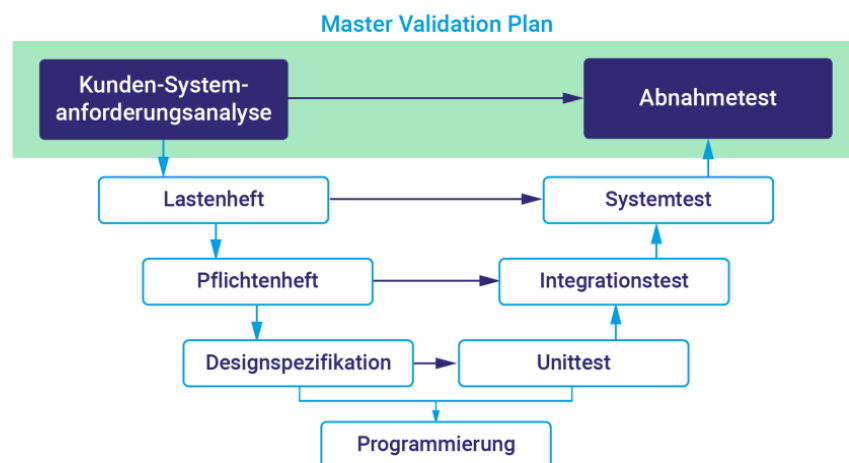 Master Validation Plan
Kunden-System-
anforderungsanalyse
Abnahmetest
Lastenheft
Systemtest
Pflichtenheft
Integrationstest
Designspezifikation
Unittest
Programmierung